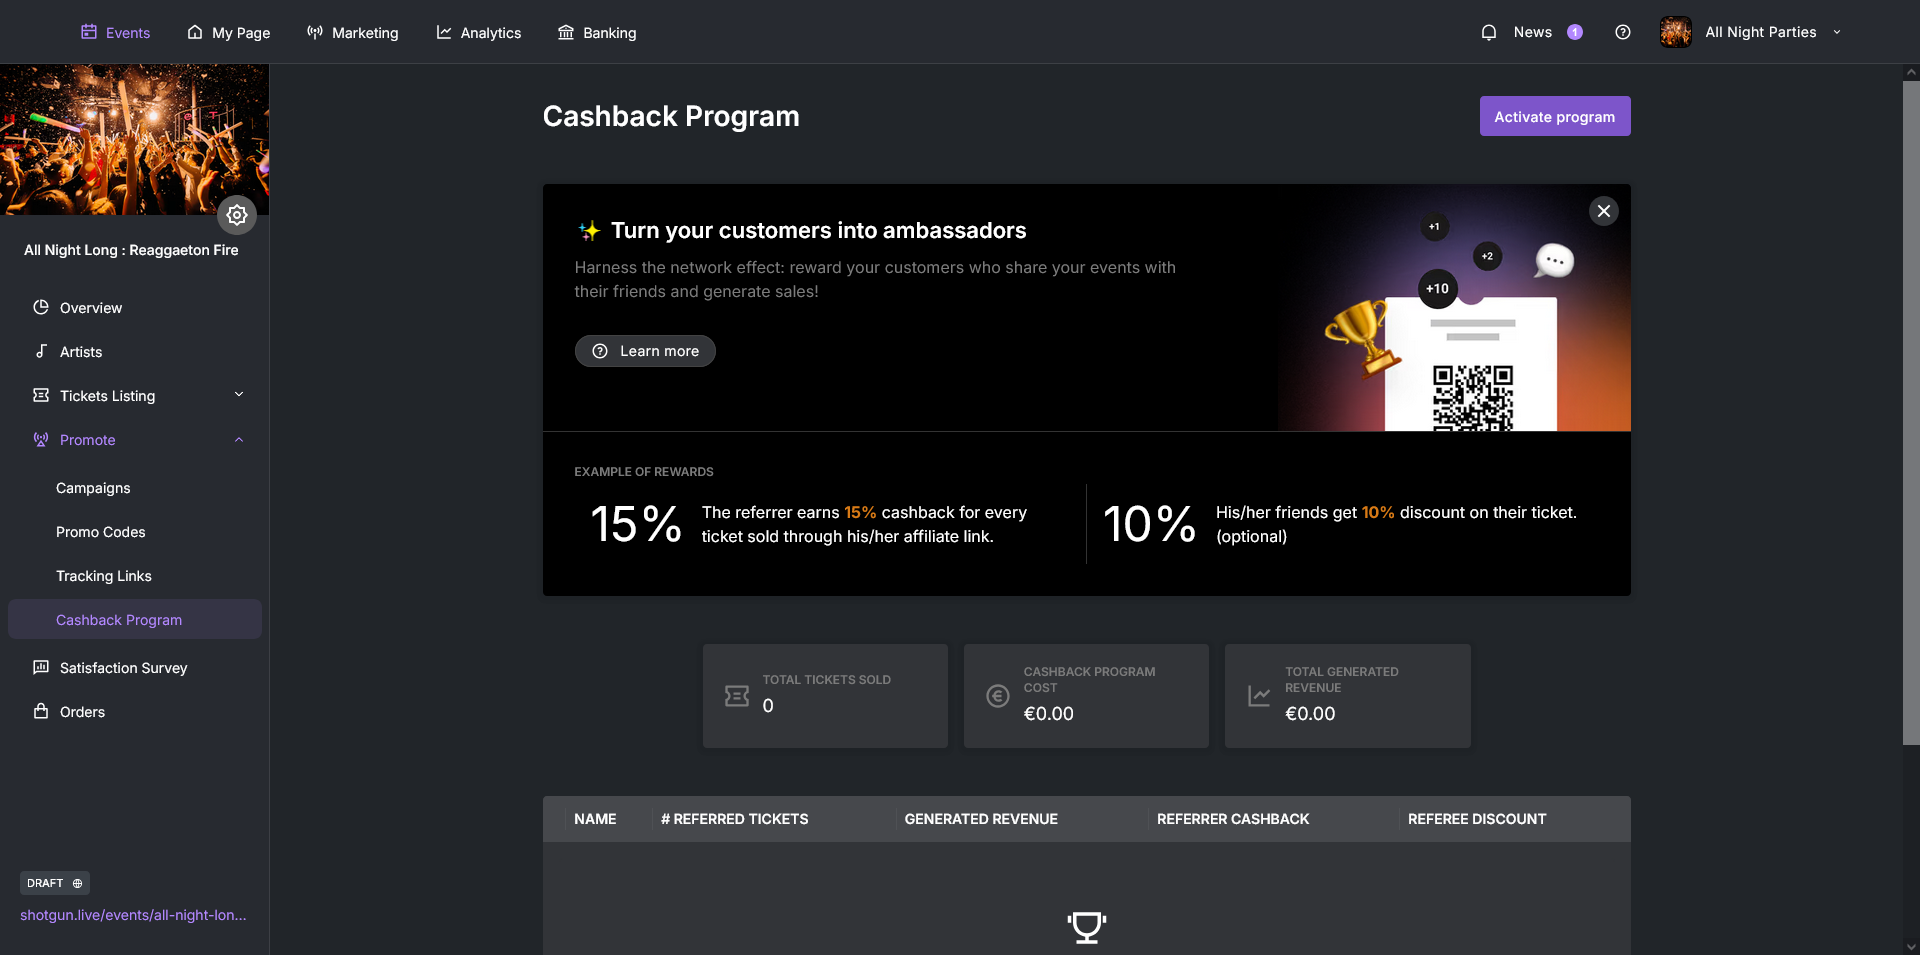 Events
My Page
Marketing
Analytics
Banking
News 1
All Night Parties
All Night Long : Reaggaeton Fire
Overview
Artists
Tickets Listing
Promote
Campaigns
Promo Codes
Tracking Links
Cashback Program
Satisfaction Survey
Orders
DRAFT
shotgun.live/events/all-night-lon...
Cashback Program
Activate program
✨ Turn your customers into ambassadors
Harness the network effect: reward your customers who share your events with
their friends and generate sales!
Learn more
+1
+2
+10
EXAMPLE OF REWARDS
15%
The referrer earns 15% cashback for every
ticket sold through his/her affiliate link.
10%
His/her friends get 10% discount on their ticket.
(optional)
TOTAL TICKETS SOLD
0
CASHBACK PROGRAM
COST
€0.00
TOTAL GENERATED
REVENUE
€0.00
NAME
# REFERRED TICKETS
GENERATED REVENUE
REFERRER CASHBACK
REFEREE DISCOUNT